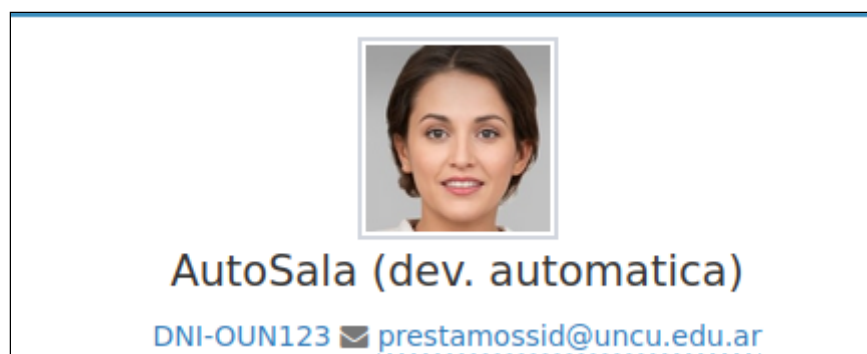 AutoSala (dev. automatica)
DNI-OUN123 prestamossid@uncu.edu.ar